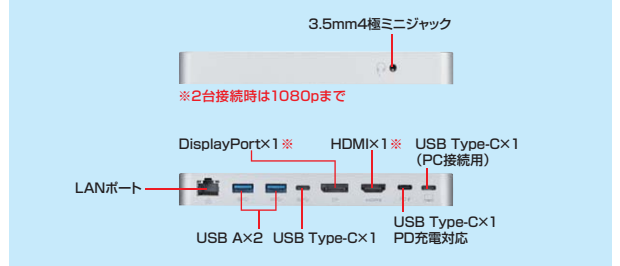 3.5mm4極ミニジャック
※2台接続時は1080pまで
DisplayPort×1※
HDMI×1※
USB Type-C×1
(PC接続用)
LANポート
USB A×2
USB Type-C×1
USB Type-C×1
PD充電対応